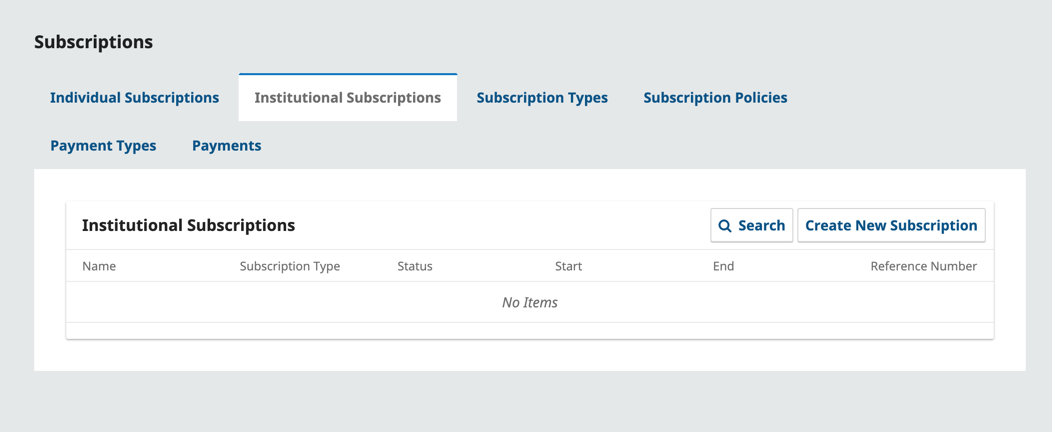 Subscriptions
Individual Subscriptions Institutional Subscriptions Subscription Types Subscription Policies
Payment Types Payments
Institutional Subscriptions Search Create New Subscription
Name Subscription Type Status Start End Reference Number
No Items